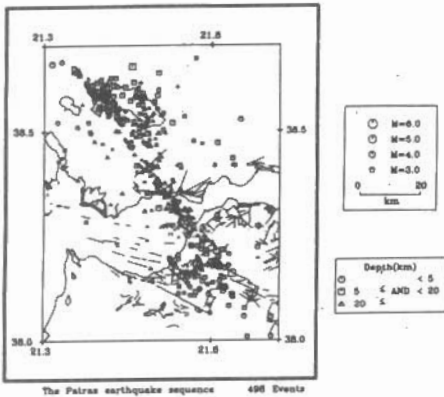 21.3 21.8
38.5 38.5
M=6.0
M=5.0
M=4.0
M=3.0
0 20
km
Depth(km)
< 5
5 ≤ AND < 20
20 ≤
38.0 38.0
21.3 21.8
The Patras earthquake sequence 498 Events